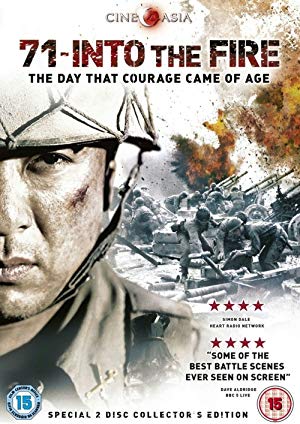 CINE ASIA
71-INTO THE FIRE
THE DAY THAT COURAGE CAME OF AGE
★★★★
SIMON DALE
HEART RADIO NETWORK
★★★★
"SOME OF THE
BEST BATTLE SCENES
EVER SEEN ON SCREEN"
DAVE ALDRIDGE
BBC 5 LIVE
15
SPECIAL 2 DISC COLLECTOR'S EDITION
15